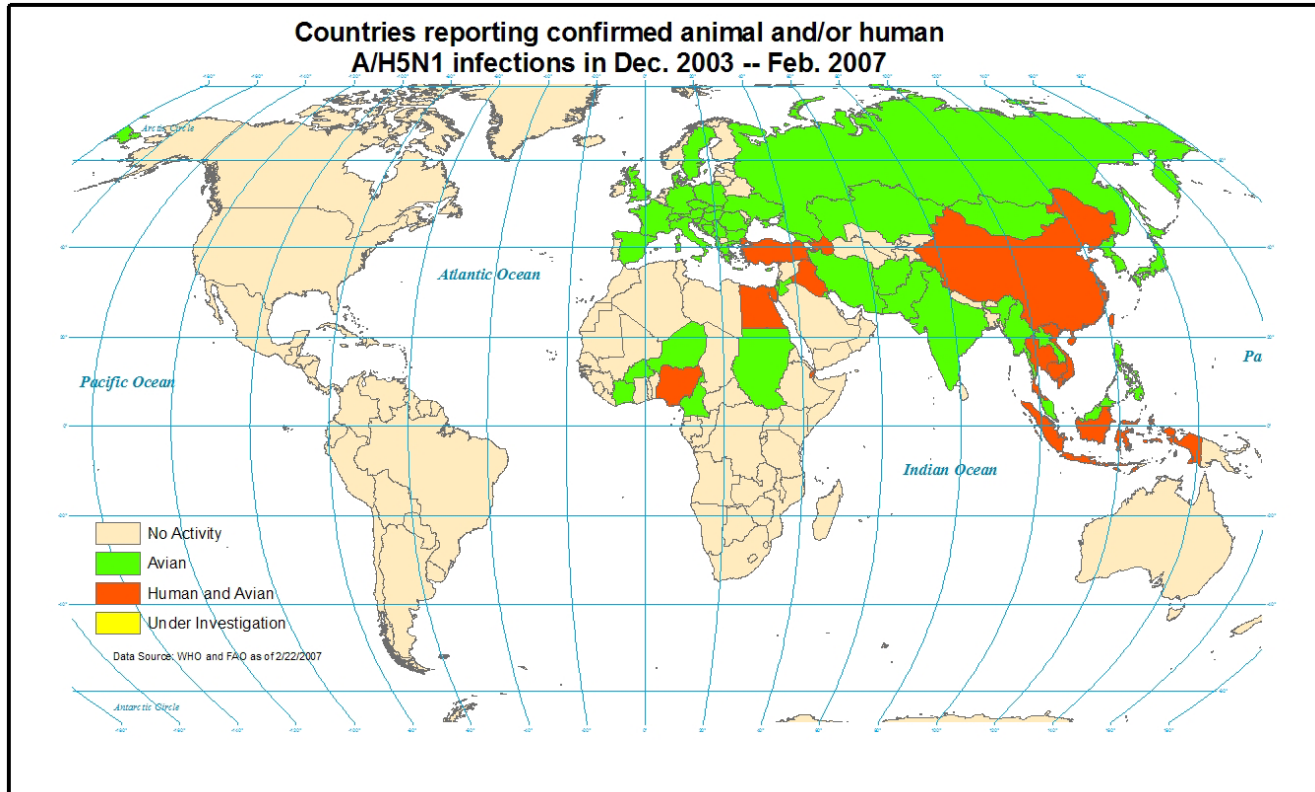 Countries reporting confirmed animal and/or human
A/H5N1 infections in Dec. 2003 -- Feb. 2007
Arctic Circle
Atlantic Ocean
Pacific Ocean
Pa
Indian Ocean
No Activity
Avian
Human and Avian
Under Investigation
Data Source: WHO and FAO as of 2/22/2007
Antarctic Circle